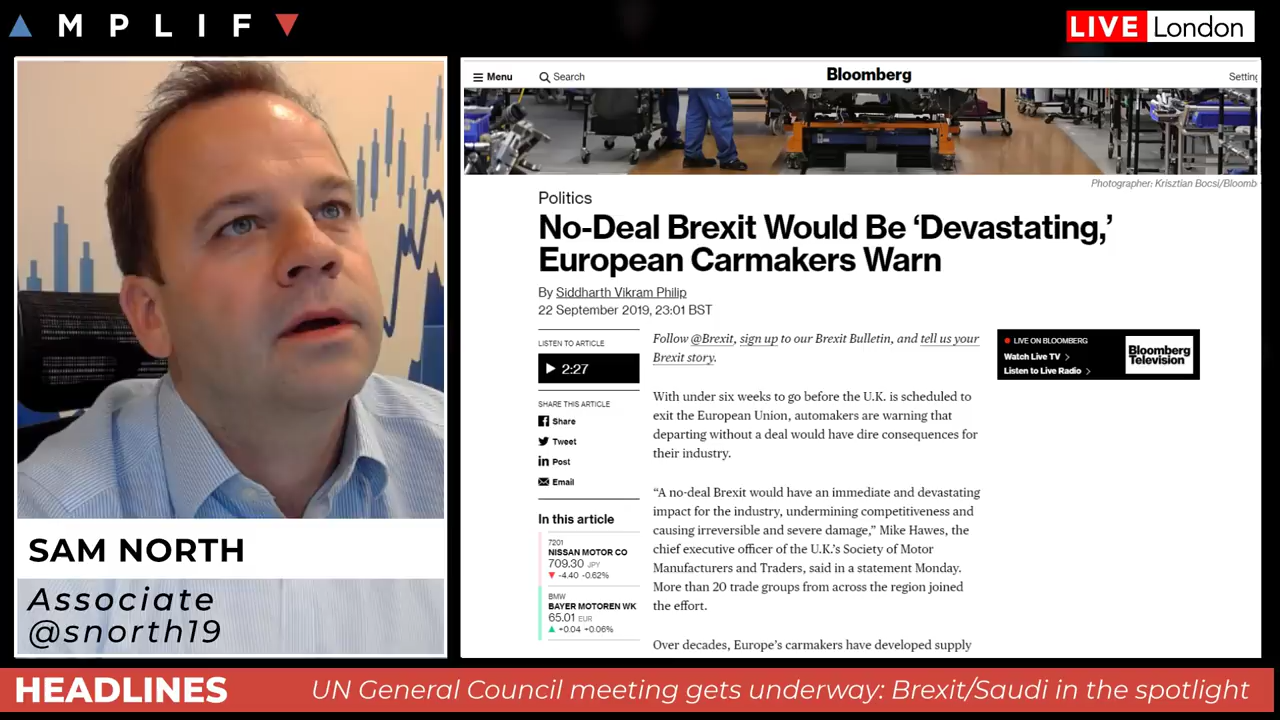 AMPLIFY
LIVE London
Menu
Search
Bloomberg
Setting
Photographer: Krisztian Bocsi/Bloomb
Politics
No-Deal Brexit Would Be ‘Devastating,’
European Carmakers Warn
By Siddharth Vikram Philip
22 September 2019, 23:01 BST
LISTEN TO ARTICLE
2:27
SHARE THIS ARTICLE
Share
Tweet
Post
Email
In this article
7201
NISSAN MOTOR CO
709.30 JPY
-4.40 -0.62%
BMW
BAYER MOTOREN WK
65.01 EUR
+0.04 +0.06%
Follow @Brexit, sign up to our Brexit Bulletin, and tell us your
Brexit story.
With under six weeks to go before the U.K. is scheduled to
exit the European Union, automakers are warning that
departing without a deal would have dire consequences for
their industry.
“A no-deal Brexit would have an immediate and devastating
impact for the industry, undermining competitiveness and
causing irreversible and severe damage,” Mike Hawes, the
chief executive officer of the U.K.’s Society of Motor
Manufacturers and Traders, said in a statement Monday.
More than 20 trade groups from across the region joined
the effort.
Over decades, Europe’s carmakers have developed supply
LIVE ON BLOOMBERG
Watch Live TV
Listen to Live Radio
Bloomberg
Television
SAM NORTH
Associate
@snorth19
HEADLINES
UN General Council meeting gets underway: Brexit/Saudi in the spotlight